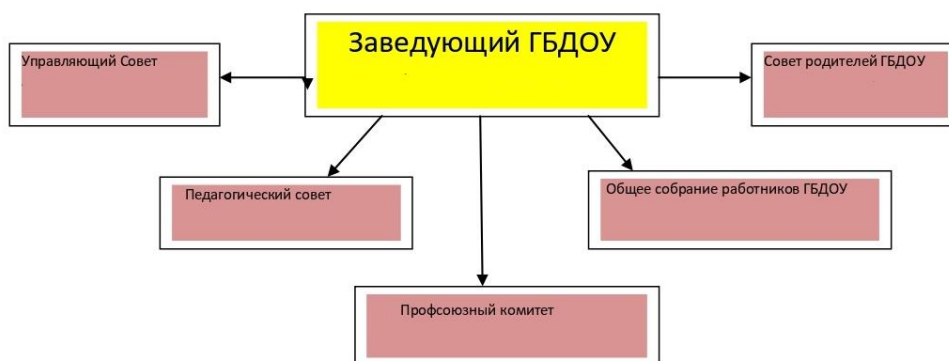 Заведующий ГБДОУ
Управляющий Совет
Совет родителей ГБДОУ
Педагогический совет
Общее собрание работников ГБДОУ
Профсоюзный комитет